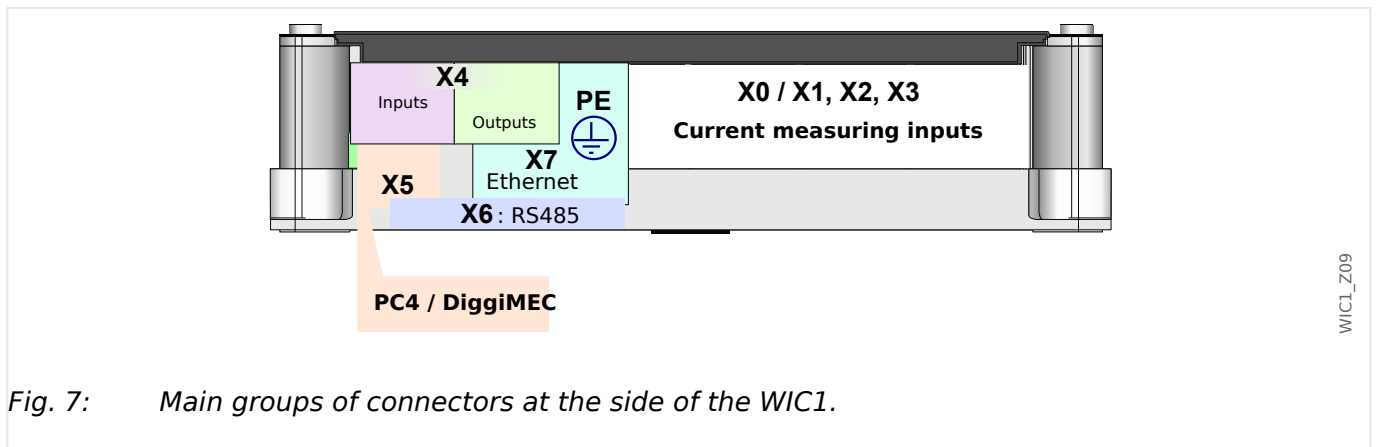 X4
Inputs
Outputs
PE
X0 / X1, X2, X3
Current measuring inputs
X7
Ethernet
X5
X6 : RS485
PC4 / DiggiMEC
WIC1_Z09
Fig. 7: Main groups of connectors at the side of the WIC1.